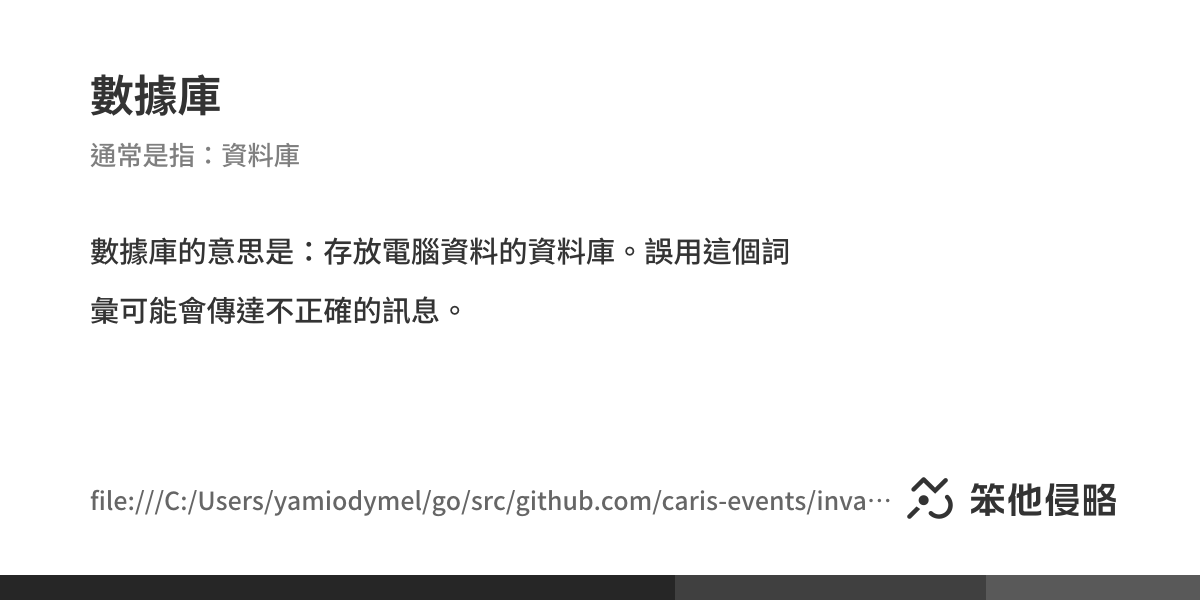 數據庫
通常是指：資料庫
數據庫的意思是：存放電腦資料的資料庫。誤用這個詞
彙可能會傳達不正確的訊息。
file:///C:/Users/yamiodymel/go/src/github.com/caris-events/inva…
笨他侵略